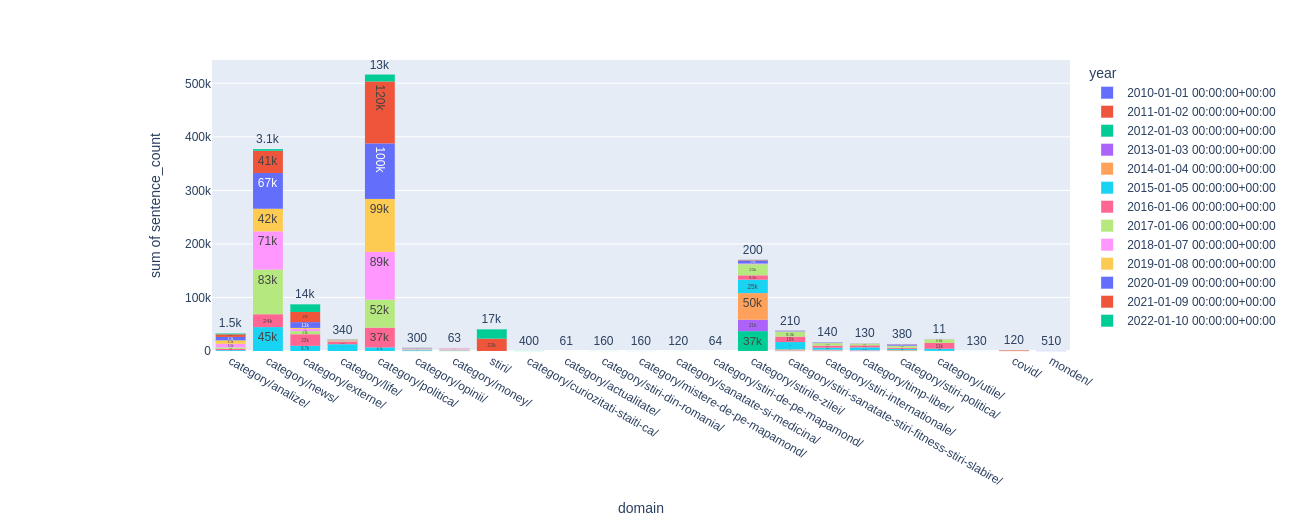 sum of sentence_count
500k
400k
300k
200k
100k
0
1.5k
3.1k
41k
67k
42k
71k
83k
24k
45k
14k
11k
22k
340
13k
120k
100k
99k
89k
52k
37k
300
63
17k
23k
400
61
160
160
120
64
200
25k
50k
21k
37k
210
140
130
380
11
130
120
510
category/analize/
category/news/
category/externe/
category/life/
category/politica/
category/opinii/
category/money/
stiri/
category/curiozitati-staiti-ca/
category/actualitate/
category/stiri-din-romania/
category/mistere-de-pe-mapamond/
category/sanatate-si-medicina/
category/stiri-de-pe-mapamond/
category/stirile-zilei/
category/stiri-sanatate-stiri-fitness-stiri-slabire/
category/stiri-internationale/
category/timp-liber/
category/stiri-politica/
category/utile/
covid/
monden/
domain
year
2010-01-01 00:00:00+00:00
2011-01-02 00:00:00+00:00
2012-01-03 00:00:00+00:00
2013-01-03 00:00:00+00:00
2014-01-04 00:00:00+00:00
2015-01-05 00:00:00+00:00
2016-01-06 00:00:00+00:00
2017-01-06 00:00:00+00:00
2018-01-07 00:00:00+00:00
2019-01-08 00:00:00+00:00
2020-01-09 00:00:00+00:00
2021-01-09 00:00:00+00:00
2022-01-10 00:00:00+00:00